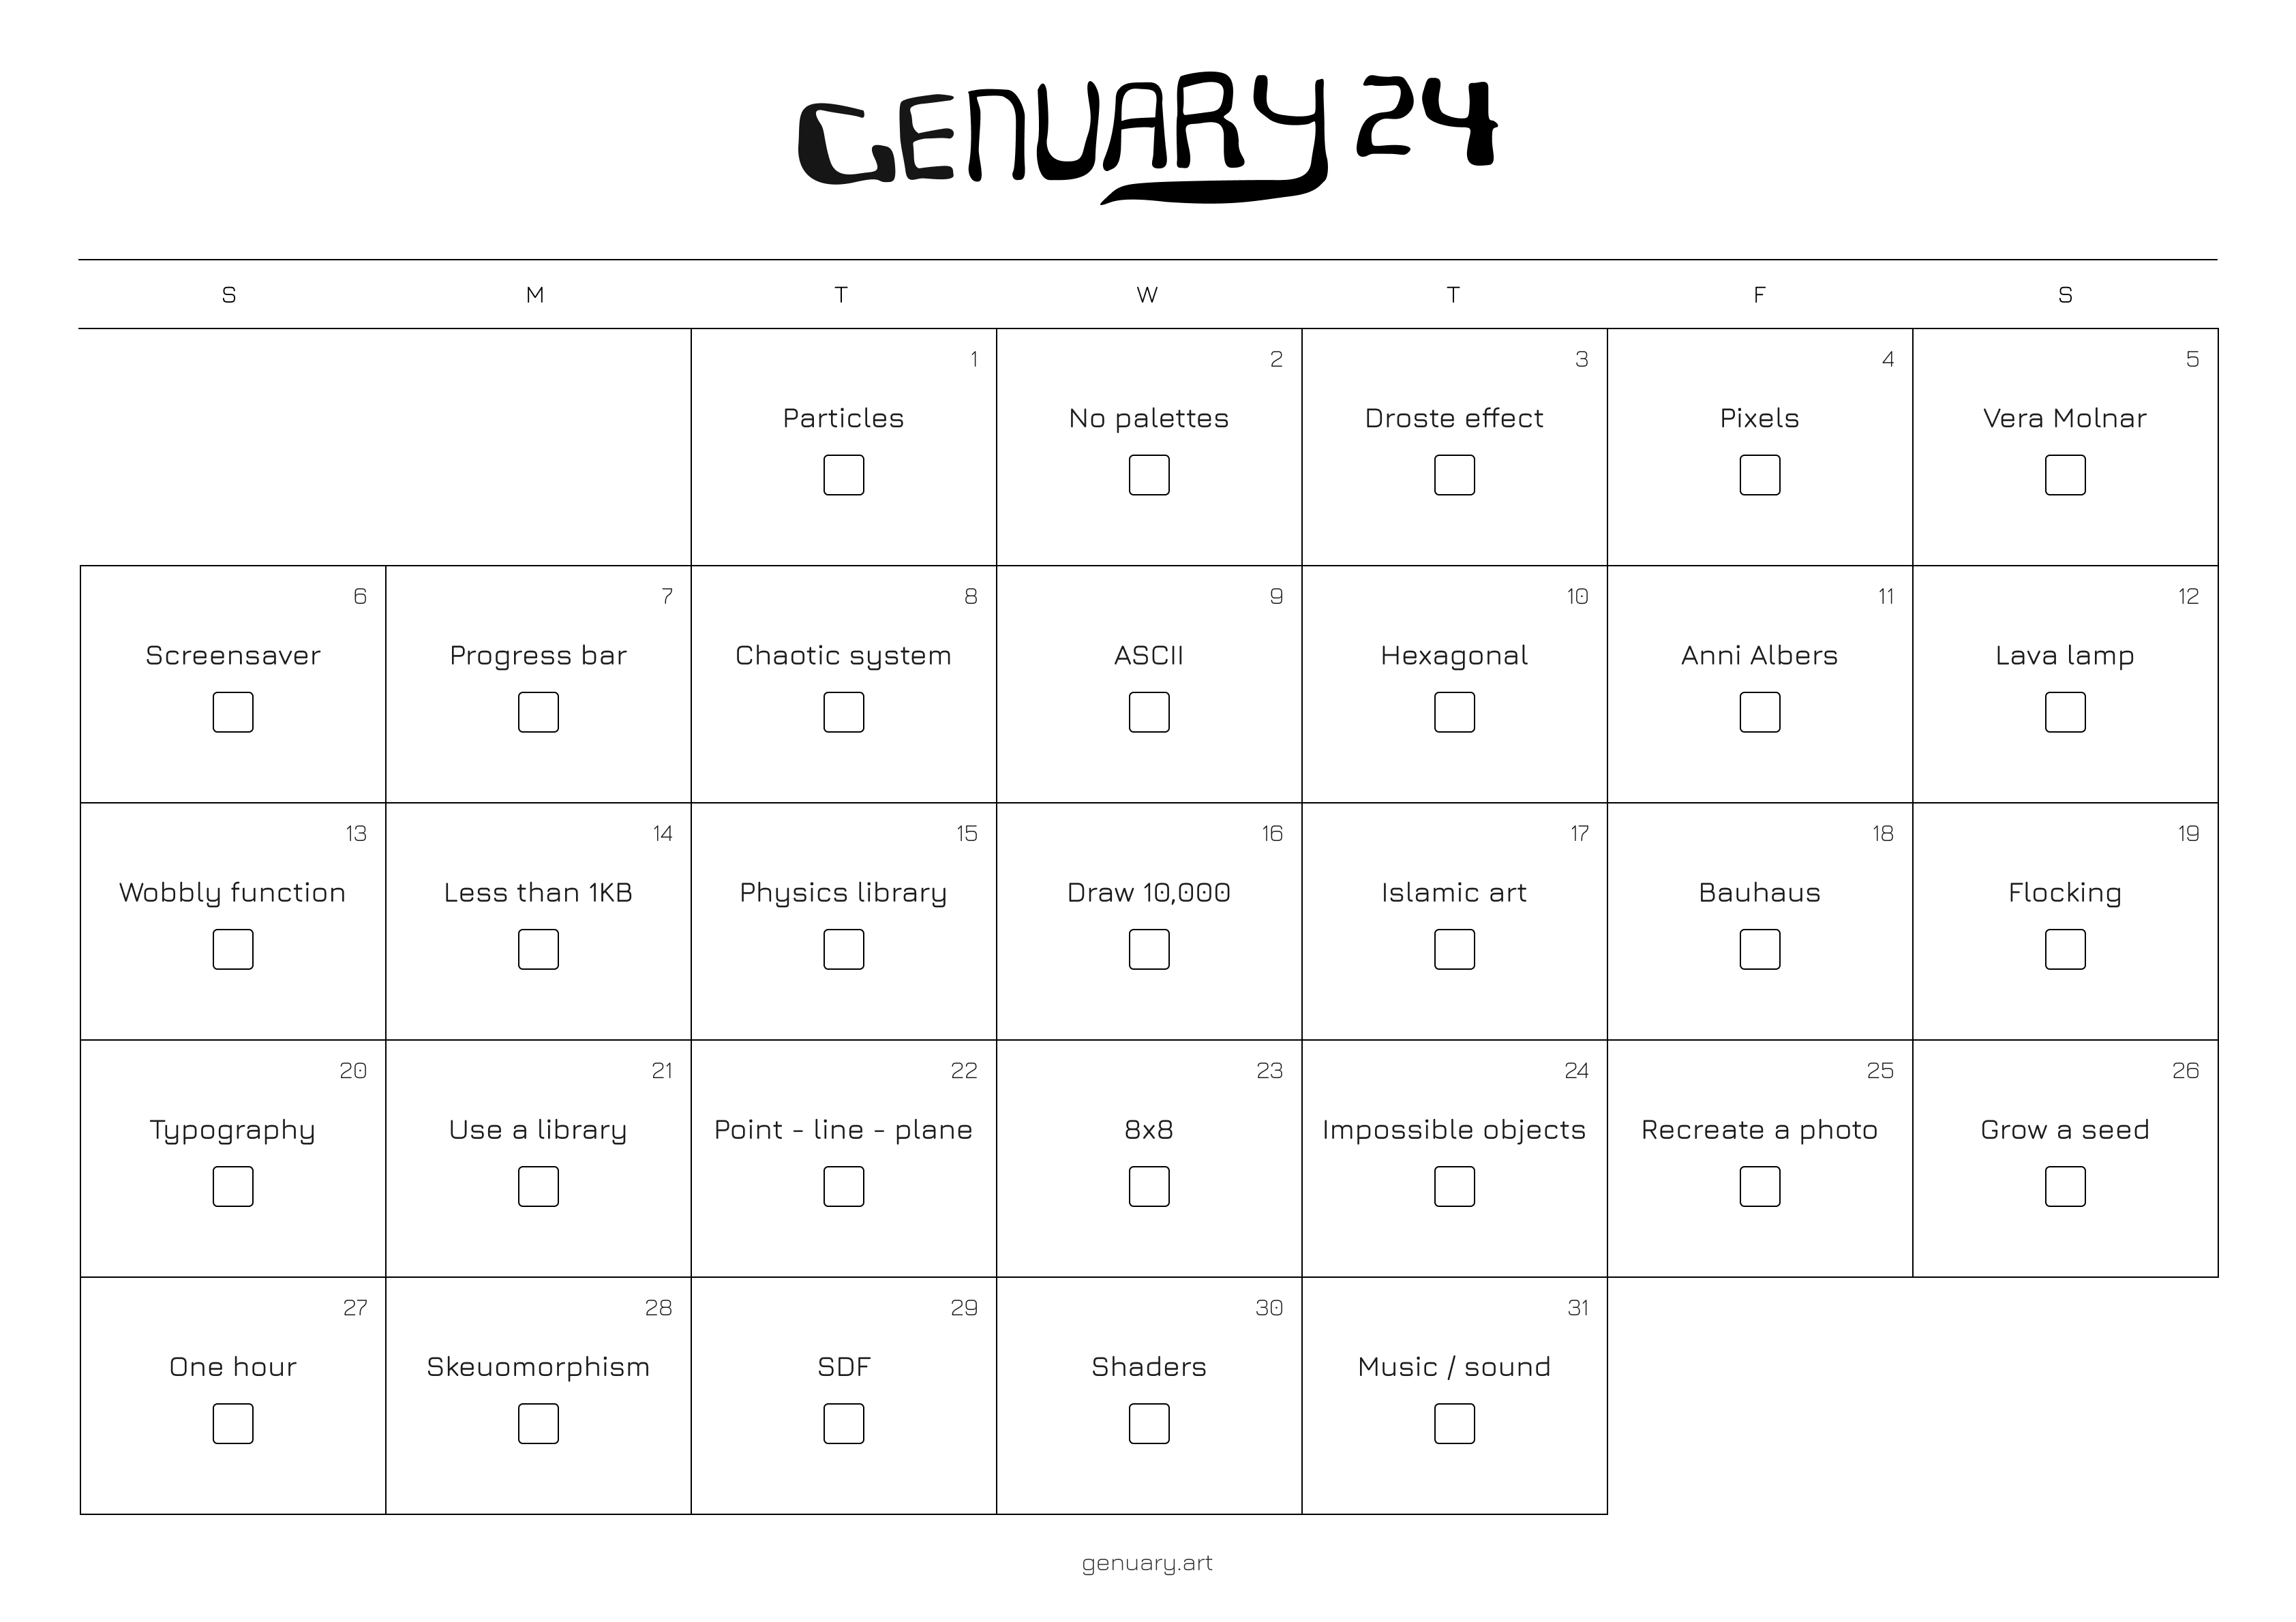 GENUARY 24
S M T W T F S
1 2 3 4 5
Particles No palettes Droste effect Pixels Vera Molnar
6 7 8 9 10 11 12
Screensaver Progress bar Chaotic system ASCII Hexagonal Anni Albers Lava lamp
13 14 15 16 17 18 19
Wobbly function Less than 1KB Physics library Draw 10,000 Islamic art Bauhaus Flocking
20 21 22 23 24 25 26
Typography Use a library Point - line - plane 8x8 Impossible objects Recreate a photo Grow a seed
27 28 29 30 31
One hour Skeuomorphism SDF Shaders Music / sound
genuary.art